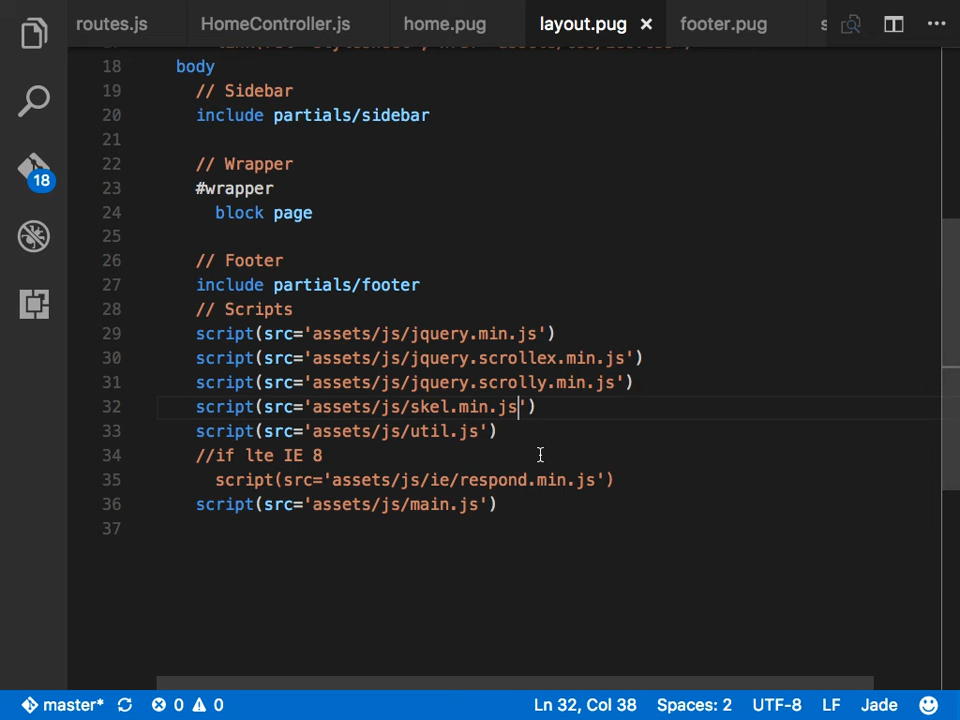 routes.js HomeController.js home.pug layout.pug × footer.pug s
18 body
19 // Sidebar
20 include partials/sidebar
21
22 // Wrapper
23 #wrapper
24 block page
25
26 // Footer
27 include partials/footer
28 // Scripts
29 script(src='assets/js/jquery.min.js')
30 script(src='assets/js/jquery.scrollex.min.js')
31 script(src='assets/js/jquery.scrolly.min.js')
32 script(src='assets/js/skel.min.js')
33 script(src='assets/js/util.js')
34 //if lte IE 8
35 script(src='assets/js/ie/respond.min.js')
36 script(src='assets/js/main.js')
37
18
master* 0 0 Ln 32, Col 38 Spaces: 2 UTF-8 LF Jade